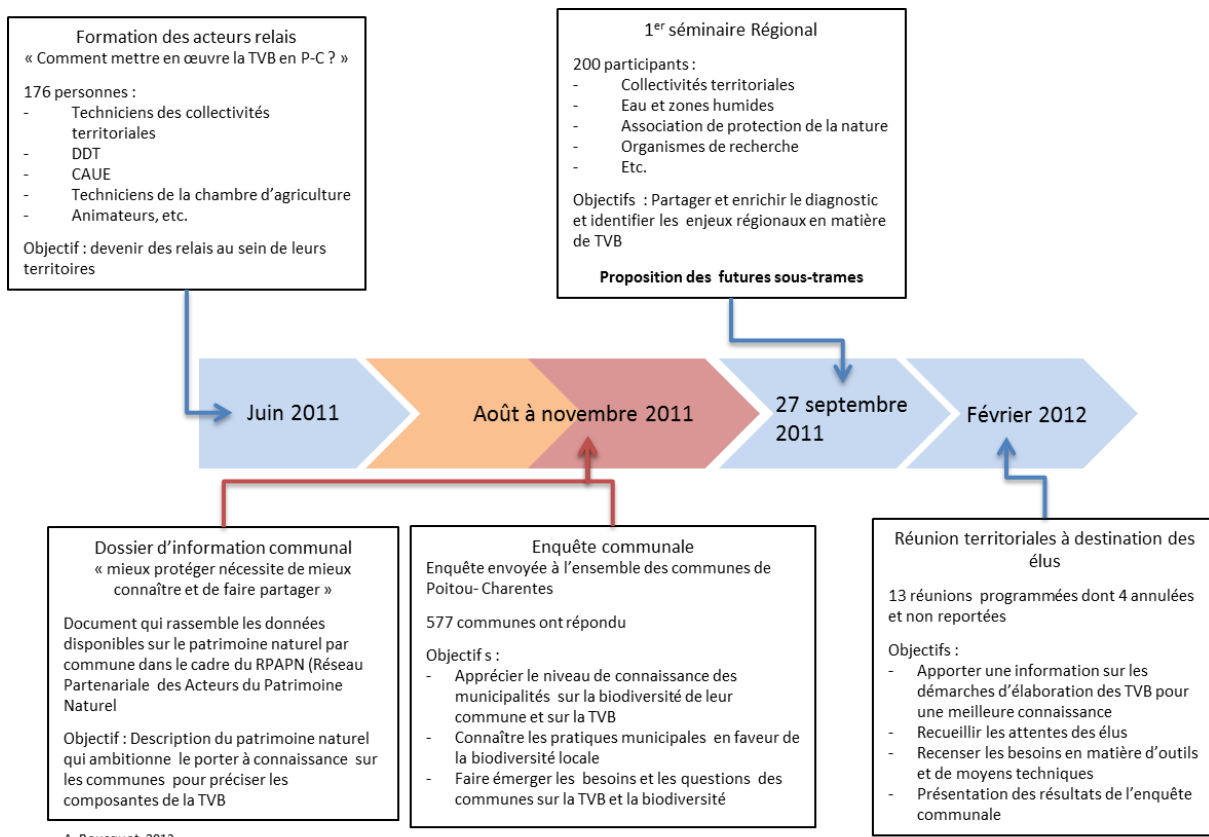 Formation des acteurs relais
« Comment mettre en œuvre la TVB en P-C ? »
176 personnes :
- Techniciens des collectivités
territoriales
- DDT
- CAUE
- Techniciens de la chambre d'agriculture
- Animateurs, etc.
Objectif : devenir des relais au sein de leurs
territoires
1er séminaire Régional
200 participants :
- Collectivités territoriales
- Eau et zones humides
- Association de protection de la nature
- Organismes de recherche
- Etc.
Objectifs : Partager et enrichir le diagnostic
et identifier les enjeux régionaux en matière
de TVB
Proposition des futures sous-trames
Juin 2011
Août à novembre 2011
27 septembre
2011
Février 2012
Dossier d'information communal
« mieux protéger nécessite de mieux
connaître et de faire partager »
Document qui rassemble les données
disponibles sur le patrimoine naturel par
commune dans le cadre du RPAPN (Réseau
Partenariale des Acteurs du Patrimoine
Naturel
Objectif : Description du patrimoine naturel
qui ambitionne le porter à connaissance sur
les communes pour préciser les
composantes de la TVB
Enquête communale
Enquête envoyée à l'ensemble des communes de
Poitou- Charentes
577 communes ont répondu
Objectif s :
- Apprécier le niveau de connaissance des
municipalités sur la biodiversité de leur
commune et sur la TVB
- Connaître les pratiques municipales en faveur de
la biodiversité locale
- Faire émerger les besoins et les questions des
communes sur la TVB et la biodiversité
Réunion territoriales à destination des
élus
13 réunions programmées dont 4 annulées
et non reportées
Objectifs :
- Apporter une information sur les
démarches d'élaboration des TVB pour
une meilleure connaissance
- Recueillir les attentes des élus
- Recenser les besoins en matière d'outils
et de moyens techniques
- Présentation des résultats de l'enquête
communale